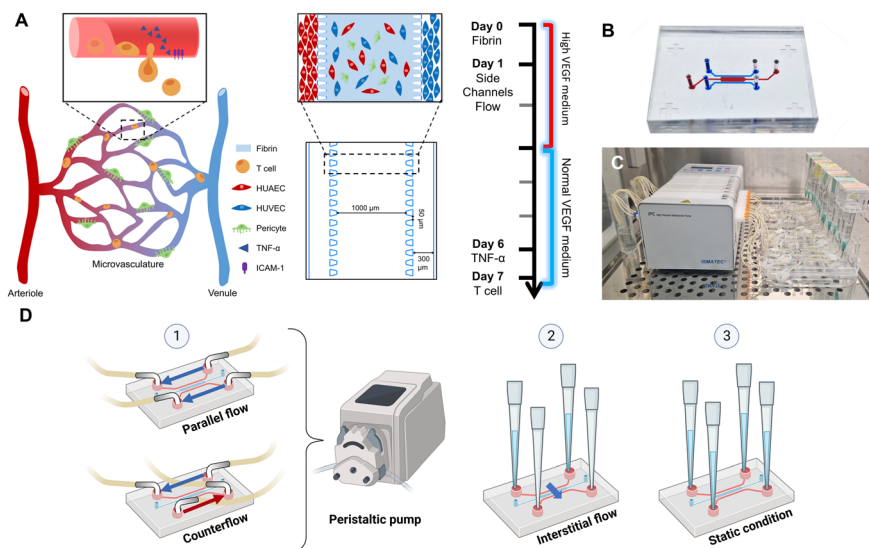 A
Fibrin
T cell
HUAEC
HUVEC
Pericyte
TNF-α
ICAM-1
Microvasculature
Arteriole
Venule
1000 µm
50 µm
300
µm
Day 0
Fibrin
Day 1
Side
Channels
Flow
Day 6
TNF-α
Day 7
T cell
High VEGF medium
Normal VEGF medium
B
C
IPC
ISMATEC
D
1
Parallel flow
Counterflow
Peristaltic pump
2
Interstitial flow
3
Static condition